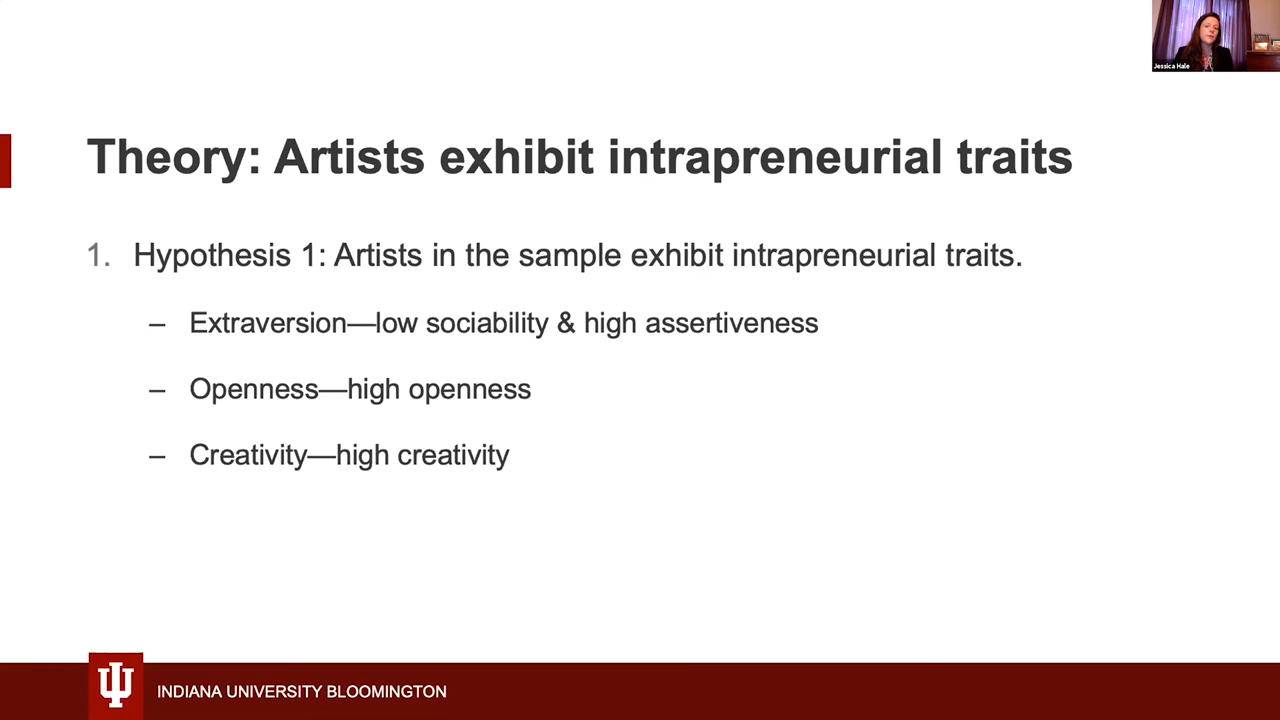 Jessica Hale
Theory: Artists exhibit intrapreneurial traits
1. Hypothesis 1: Artists in the sample exhibit intrapreneurial traits.
– Extraversion—low sociability & high assertiveness
– Openness—high openness
– Creativity—high creativity
INDIANA UNIVERSITY BLOOMINGTON